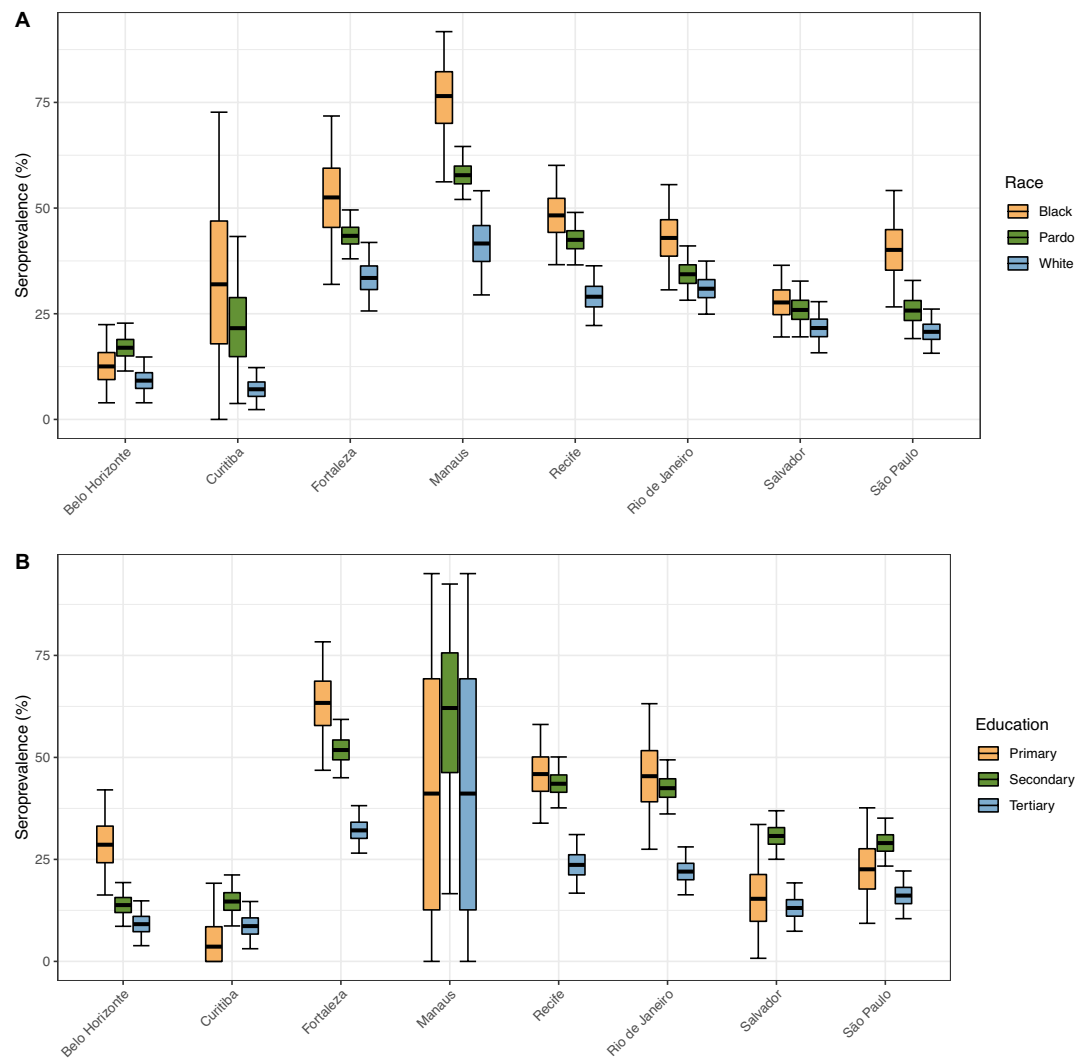 A
Seroprevalence (%)
75
50
25
0
Belo Horizonte
Curitiba
Fortaleza
Manaus
Recife
Rio de Janeiro
Salvador
São Paulo
Race
Black
Pardo
White
B
Seroprevalence (%)
75
50
25
0
Belo Horizonte
Curitiba
Fortaleza
Manaus
Recife
Rio de Janeiro
Salvador
São Paulo
Education
Primary
Secondary
Tertiary